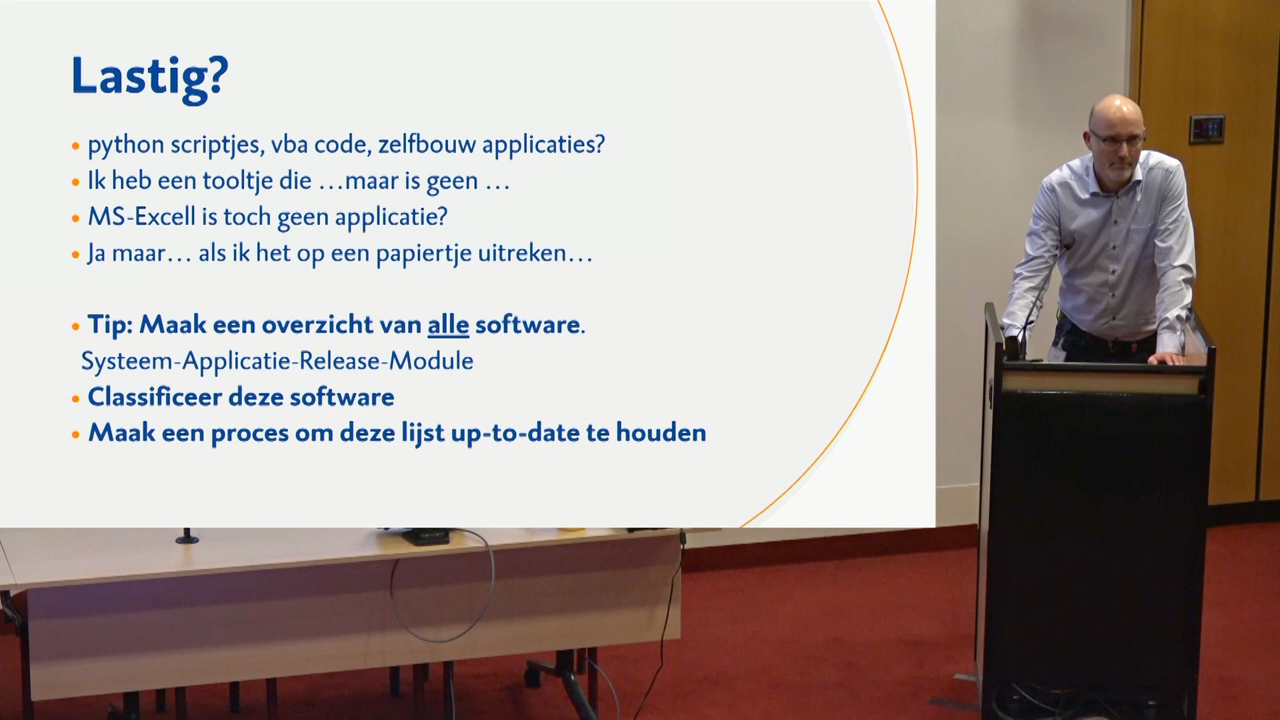 Lastig?
• python scriptjes, vba code, zelfbouw applicaties?
• Ik heb een tooltje die …maar is geen …
• MS-Excell is toch geen applicatie?
• Ja maar… als ik het op een papiertje uitreken…
• Tip: Maak een overzicht van alle software.
Systeem-Applicatie-Release-Module
• Classificeer deze software
• Maak een proces om deze lijst up-to-date te houden